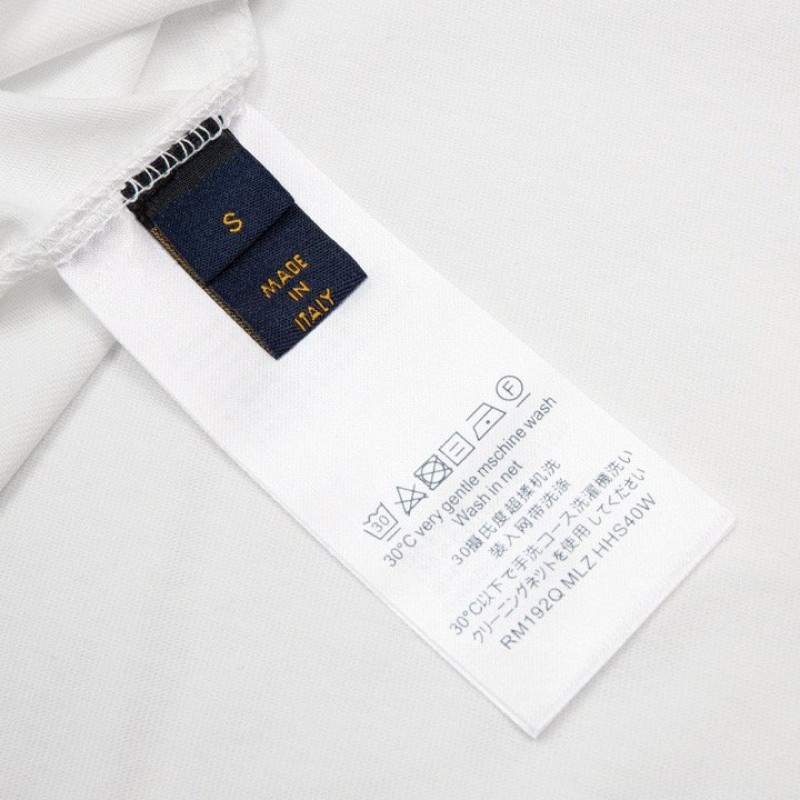 S
MADE
IN
ITALY
30
F
30°C very gentle mschine wash
Wash in net
30摄氏度超揉机洗
装入网带洗涤
30°C以下で手洗コース洗濯機洗い
クリーニングネットを使用してください
RM192Q MLZ HHS40W